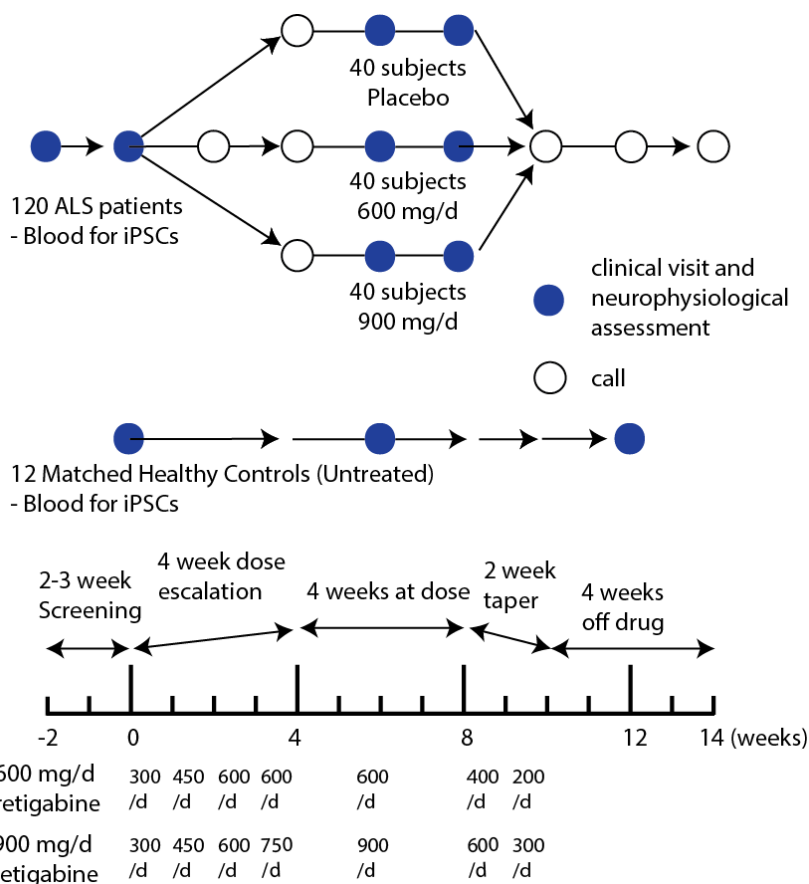 40 subjects
Placebo
40 subjects
600 mg/d
120 ALS patients
- Blood for iPSCs
40 subjects
900 mg/d
clinical visit and
neurophysiological
assessment
call
12 Matched Healthy Controls (Untreated)
- Blood for iPSCs
2-3 week
Screening
4 week dose
escalation
4 weeks at dose
2 week
taper
4 weeks
off drug
-2 0 4 8 12 14 (weeks)
600 mg/d 300 450 600 600 600 400 200
retigabine /d /d /d /d /d /d /d
900 mg/d 300 450 600 750 900 600 300
retigabine /d /d /d /d /d /d /d